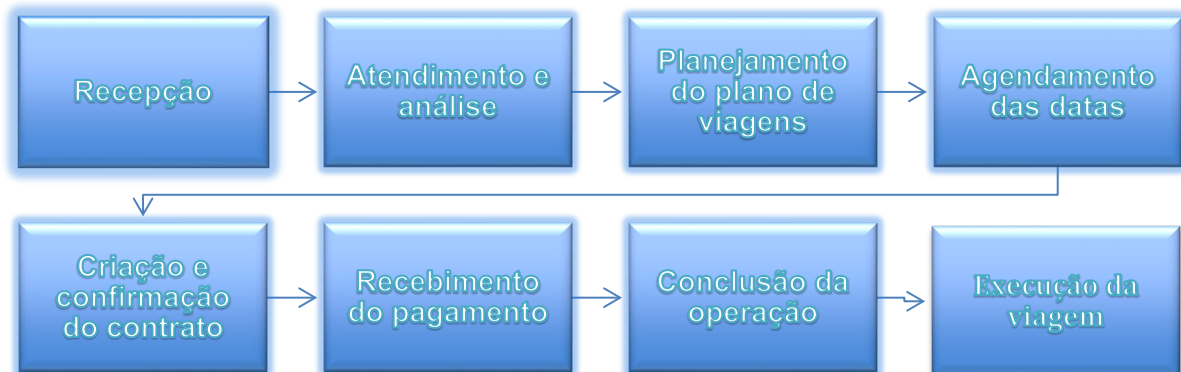 Recepção
Atendimento e
análise
Planejamento
do plano de
viagens
Agendamento
das datas
Criação e
confirmação
do contrato
Recebimento
do pagamento
Conclusão da
operação
Execução da
viagem